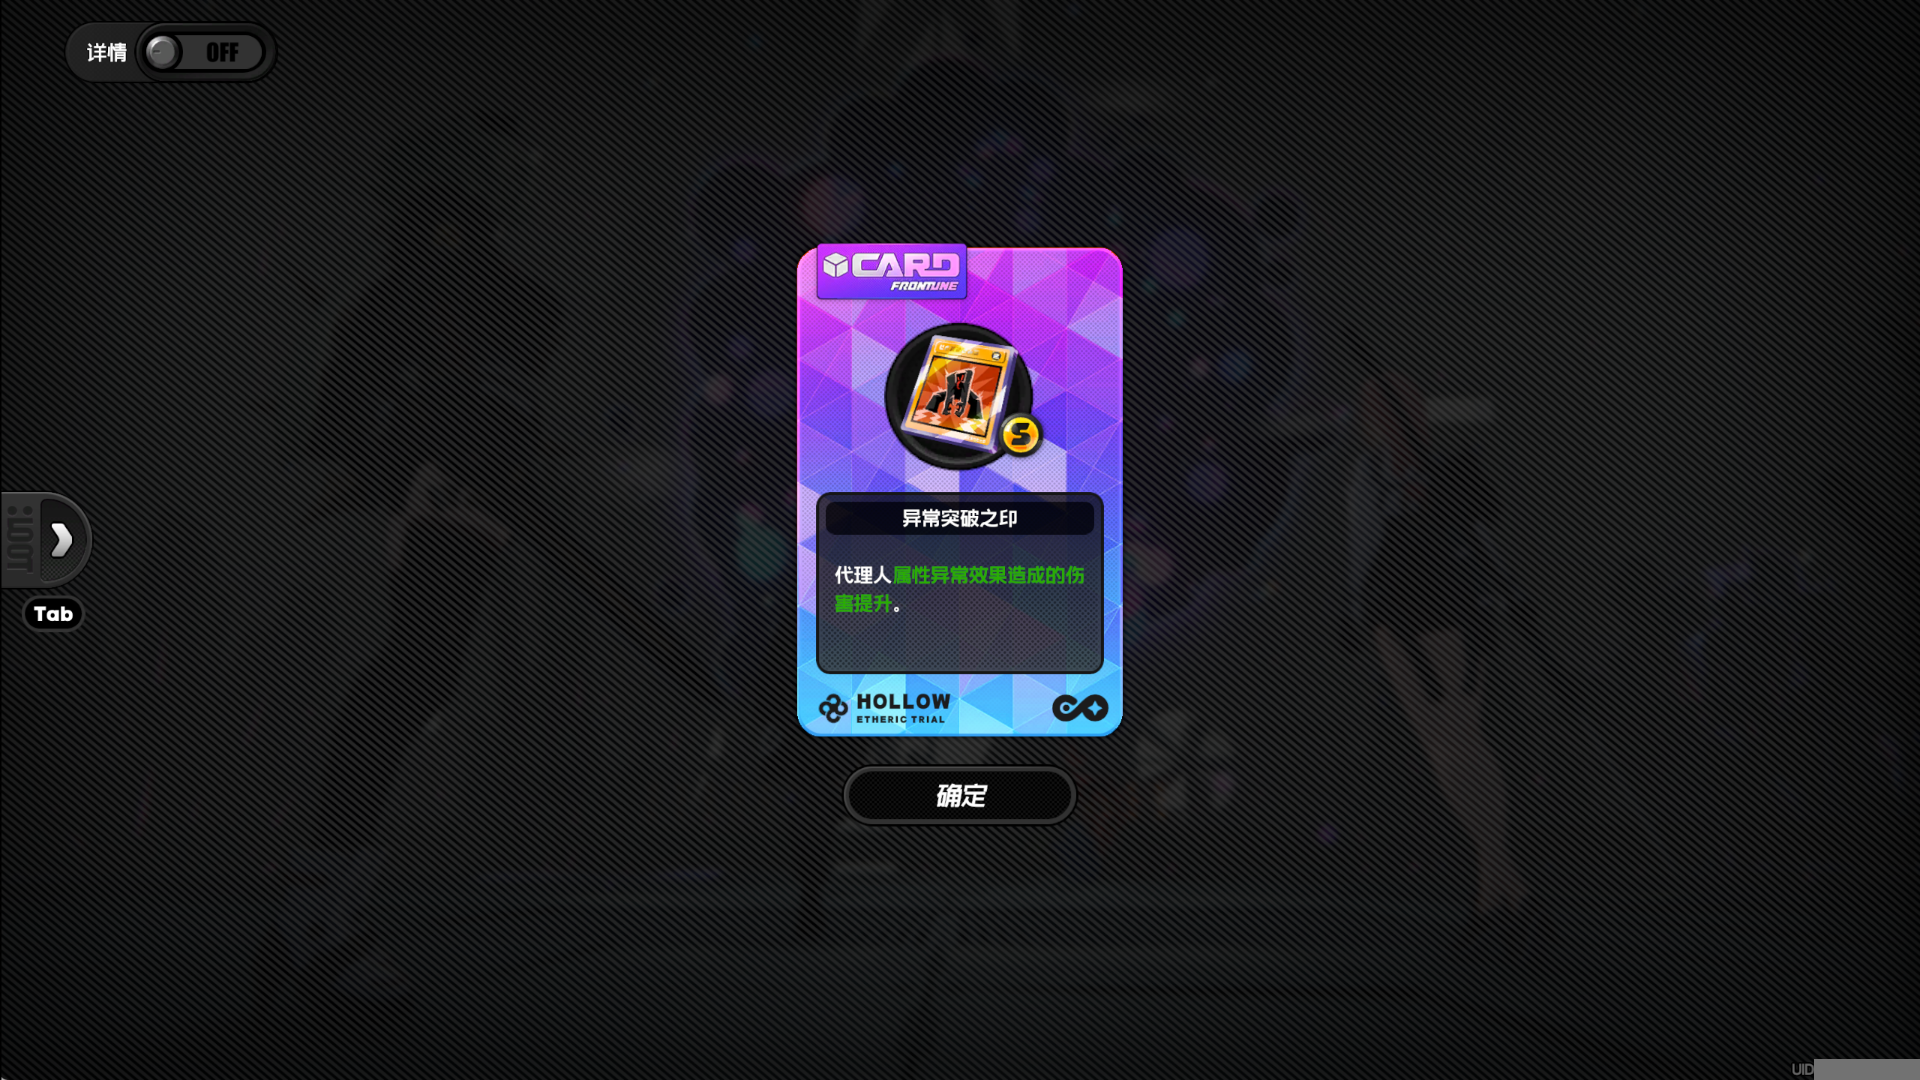 详情 OFF
CARD
FRONTUNE
S
异常突破之印
代理人属性异常效果造成的伤
害提升。
HOLLOW
ETHERIC TRIAL
确定
Tab
UID